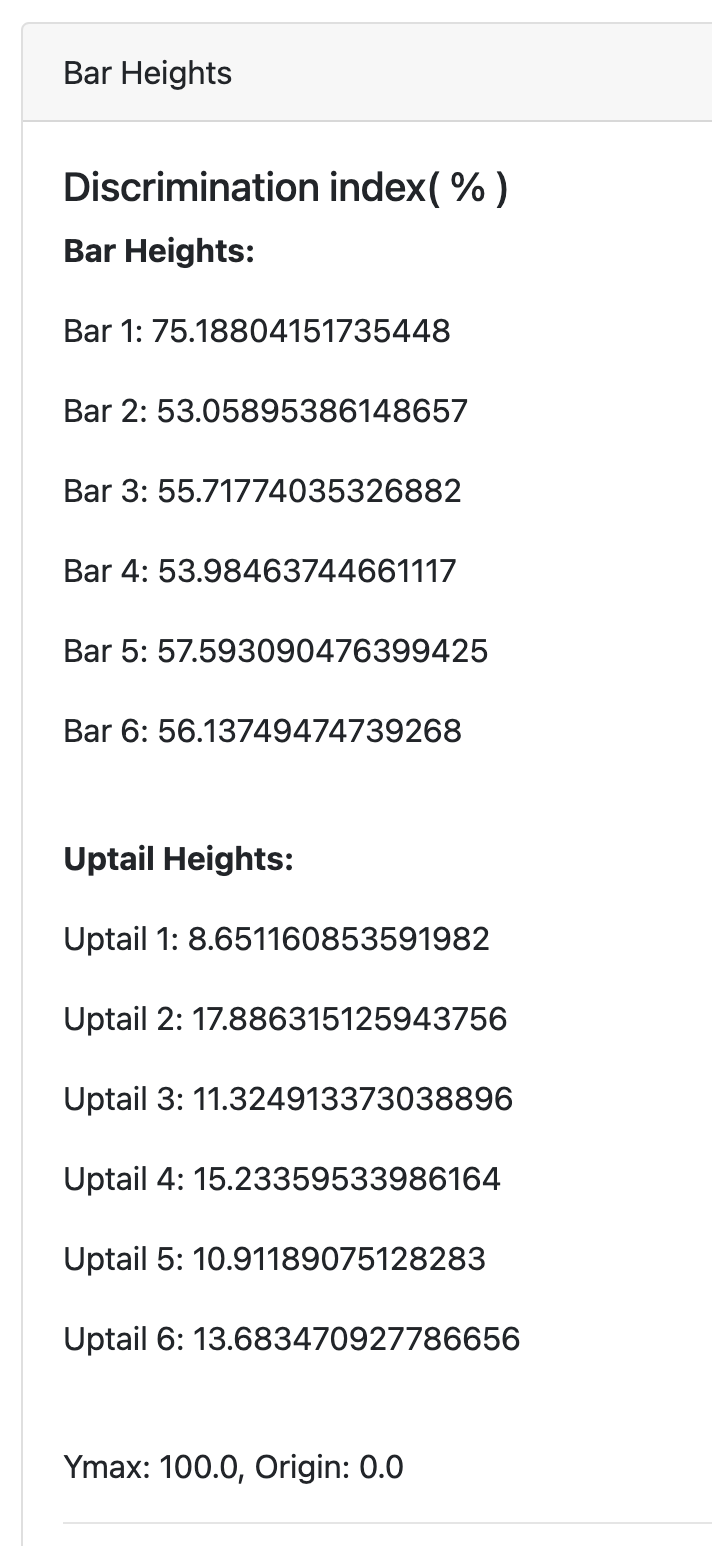 Bar Heights
Discrimination index( % )
Bar Heights:
Bar 1: 75.18804151735448
Bar 2: 53.05895386148657
Bar 3: 55.71774035326882
Bar 4: 53.98463744661117
Bar 5: 57.593090476399425
Bar 6: 56.13749474739268
Uptail Heights:
Uptail 1: 8.651160853591982
Uptail 2: 17.886315125943756
Uptail 3: 11.324913373038896
Uptail 4: 15.23359533986164
Uptail 5: 10.91189075128283
Uptail 6: 13.683470927786656
Ymax: 100.0, Origin: 0.0